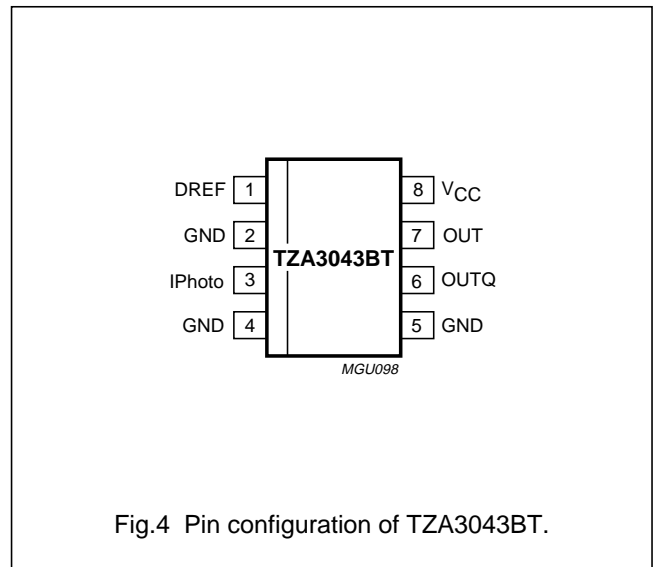 DREF 1
GND 2
IPhoto 3
GND 4
TZA3043BT
8 VCC
7 OUT
6 OUTQ
5 GND
MGU098
Fig.4 Pin configuration of TZA3043BT.